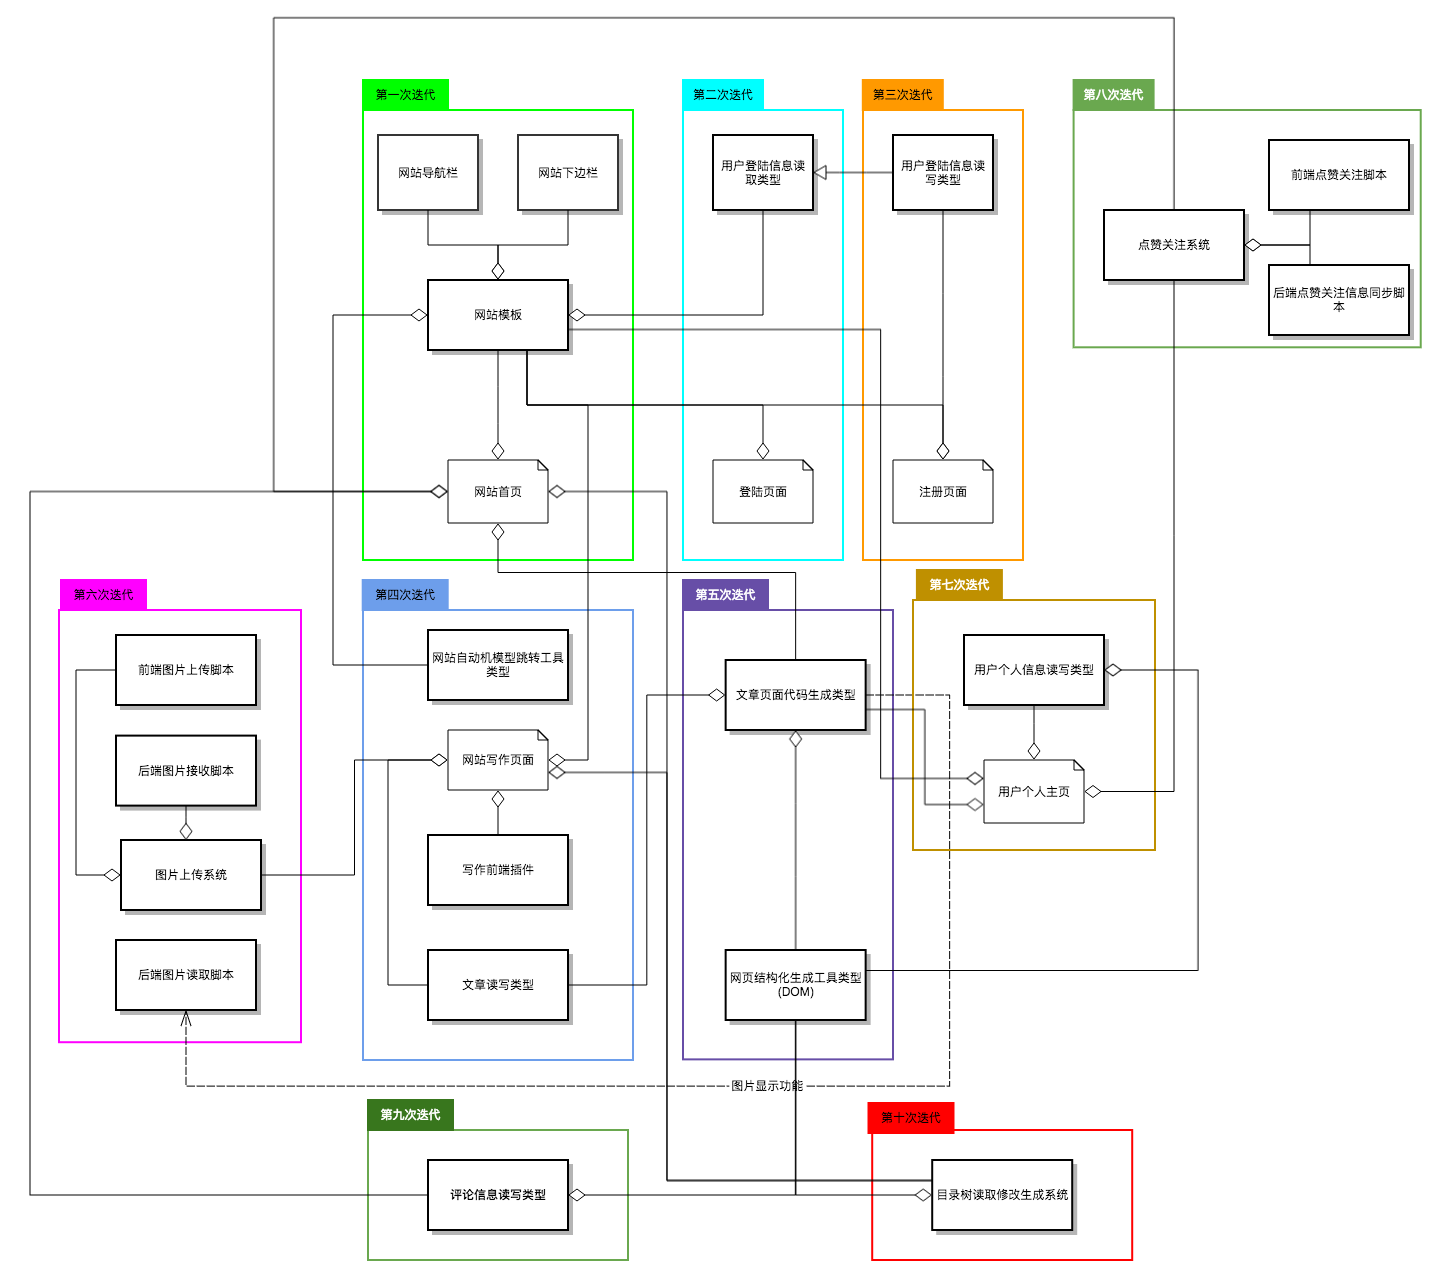 第一次迭代
网站导航栏
网站下边栏
网站模板
网站首页
第二次迭代
用户登陆信息读
取类型
登陆页面
第三次迭代
用户登陆信息读
写类型
注册页面
第八次迭代
前端点赞关注脚本
点赞关注系统
后端点赞关注信息同步脚
本
第六次迭代
前端图片上传脚本
后端图片接收脚本
图片上传系统
后端图片读取脚本
第四次迭代
网站自动机模型跳转工具
类型
网站写作页面
写作前端插件
文章读写类型
第五次迭代
文章页面代码生成类型
网页结构化生成工具类型
(DOM)
第七次迭代
用户个人信息读写类型
用户个人主页
图片显示功能
第九次迭代
评论信息读写类型
第十次迭代
目录树读取修改生成系统